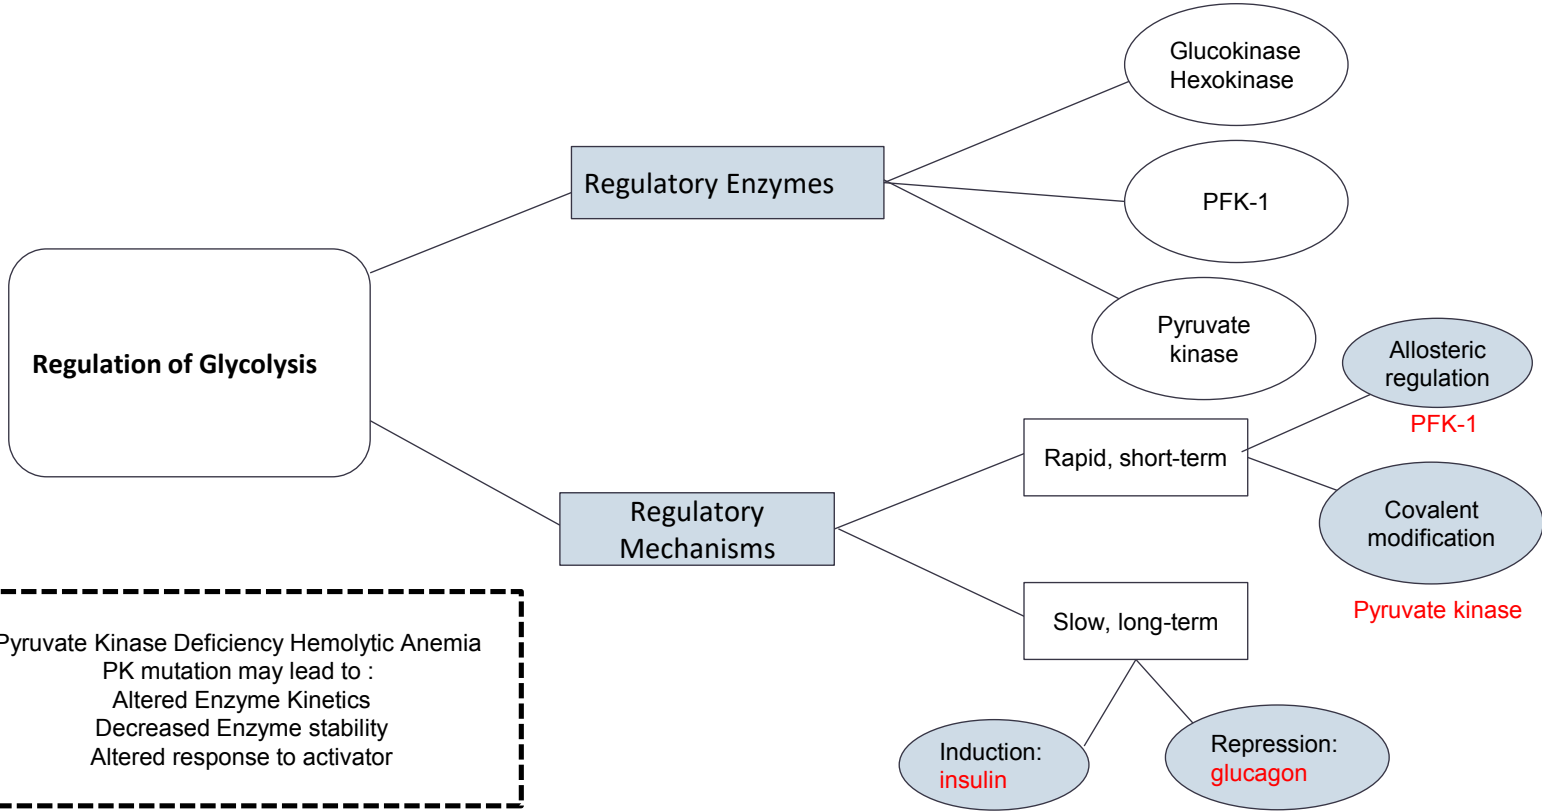 Glucokinase
Hexokinase
Regulatory Enzymes
PFK-1
Pyruvate
kinase
Regulation of Glycolysis
Allosteric
regulation
PFK-1
Rapid, short-term
Covalent
modification
Pyruvate kinase
Regulatory
Mechanisms
Slow, long-term
Induction:
insulin
Repression:
glucagon
Pyruvate Kinase Deficiency Hemolytic Anemia
PK mutation may lead to :
Altered Enzyme Kinetics
Decreased Enzyme stability
Altered response to activator